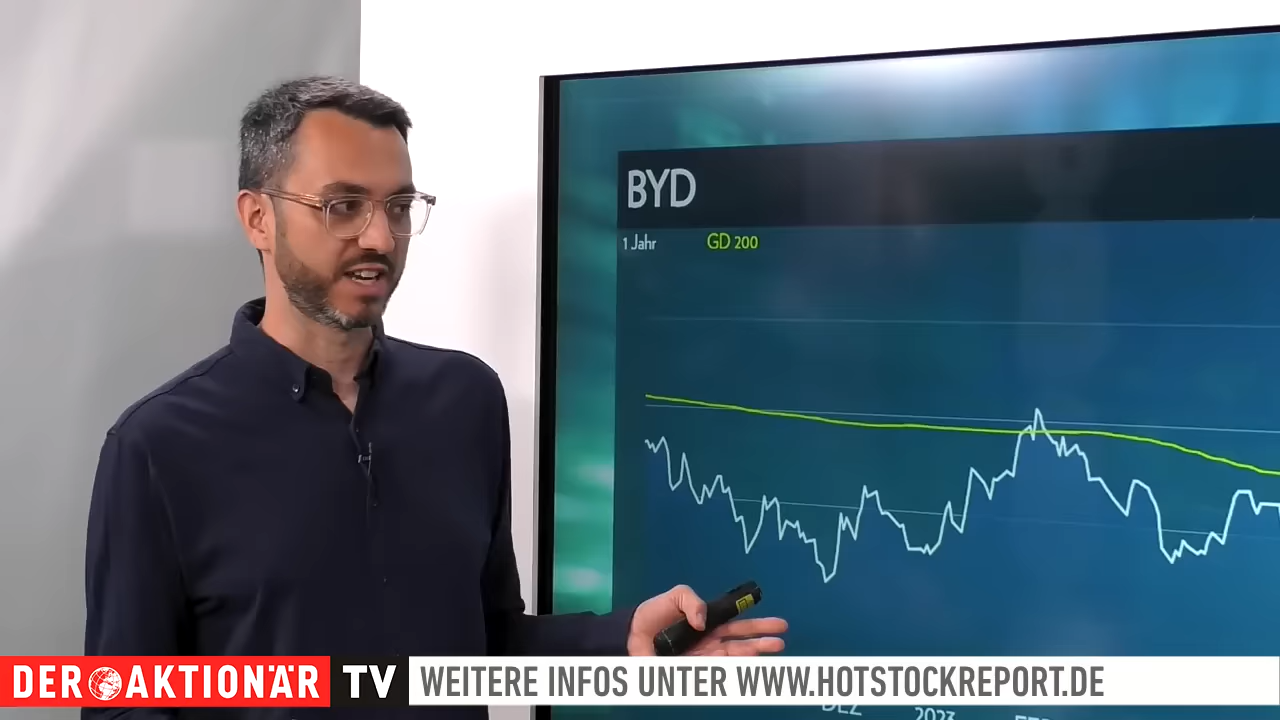 BYD
1 Jahr GD 200
DER AKTIONÄR TV WEITERE INFOS UNTER WWW.HOTSTOCKREPORT.DE
DEZ 2023